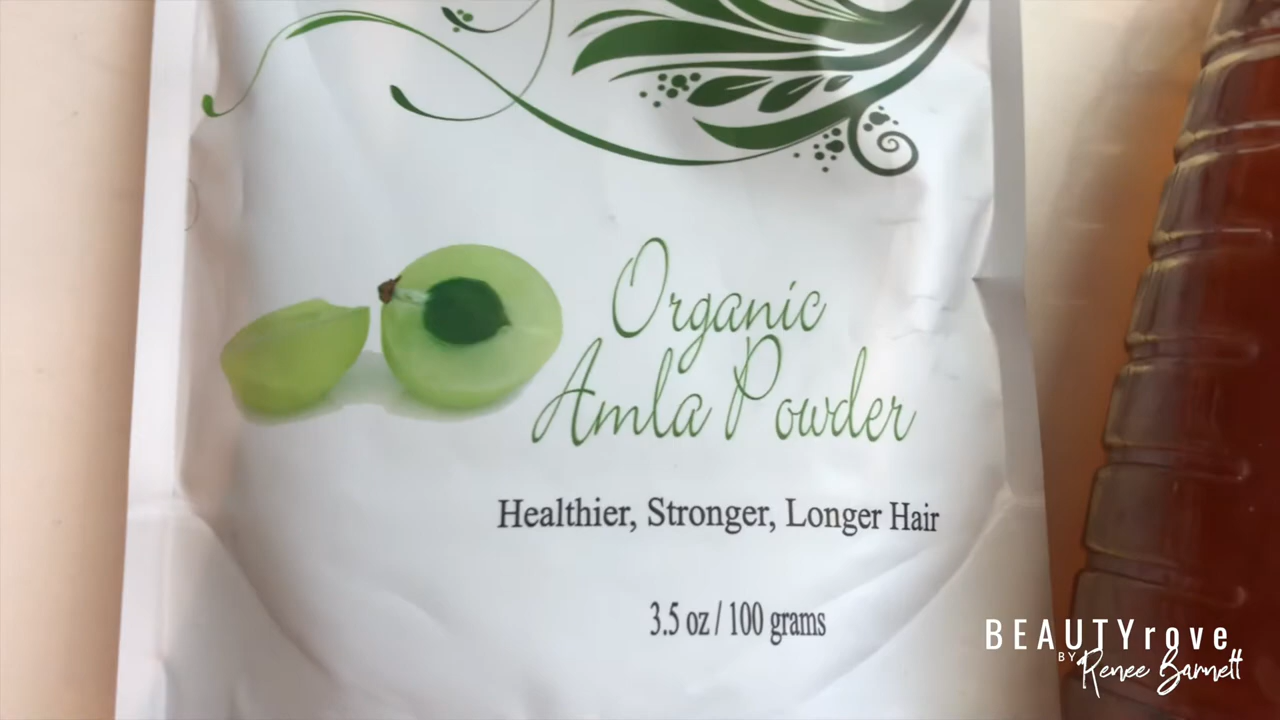 Organic
Amla Powder
Healthier, Stronger, Longer Hair
3.5 oz / 100 grams
BEAUTYrove
BY Renee Barnett